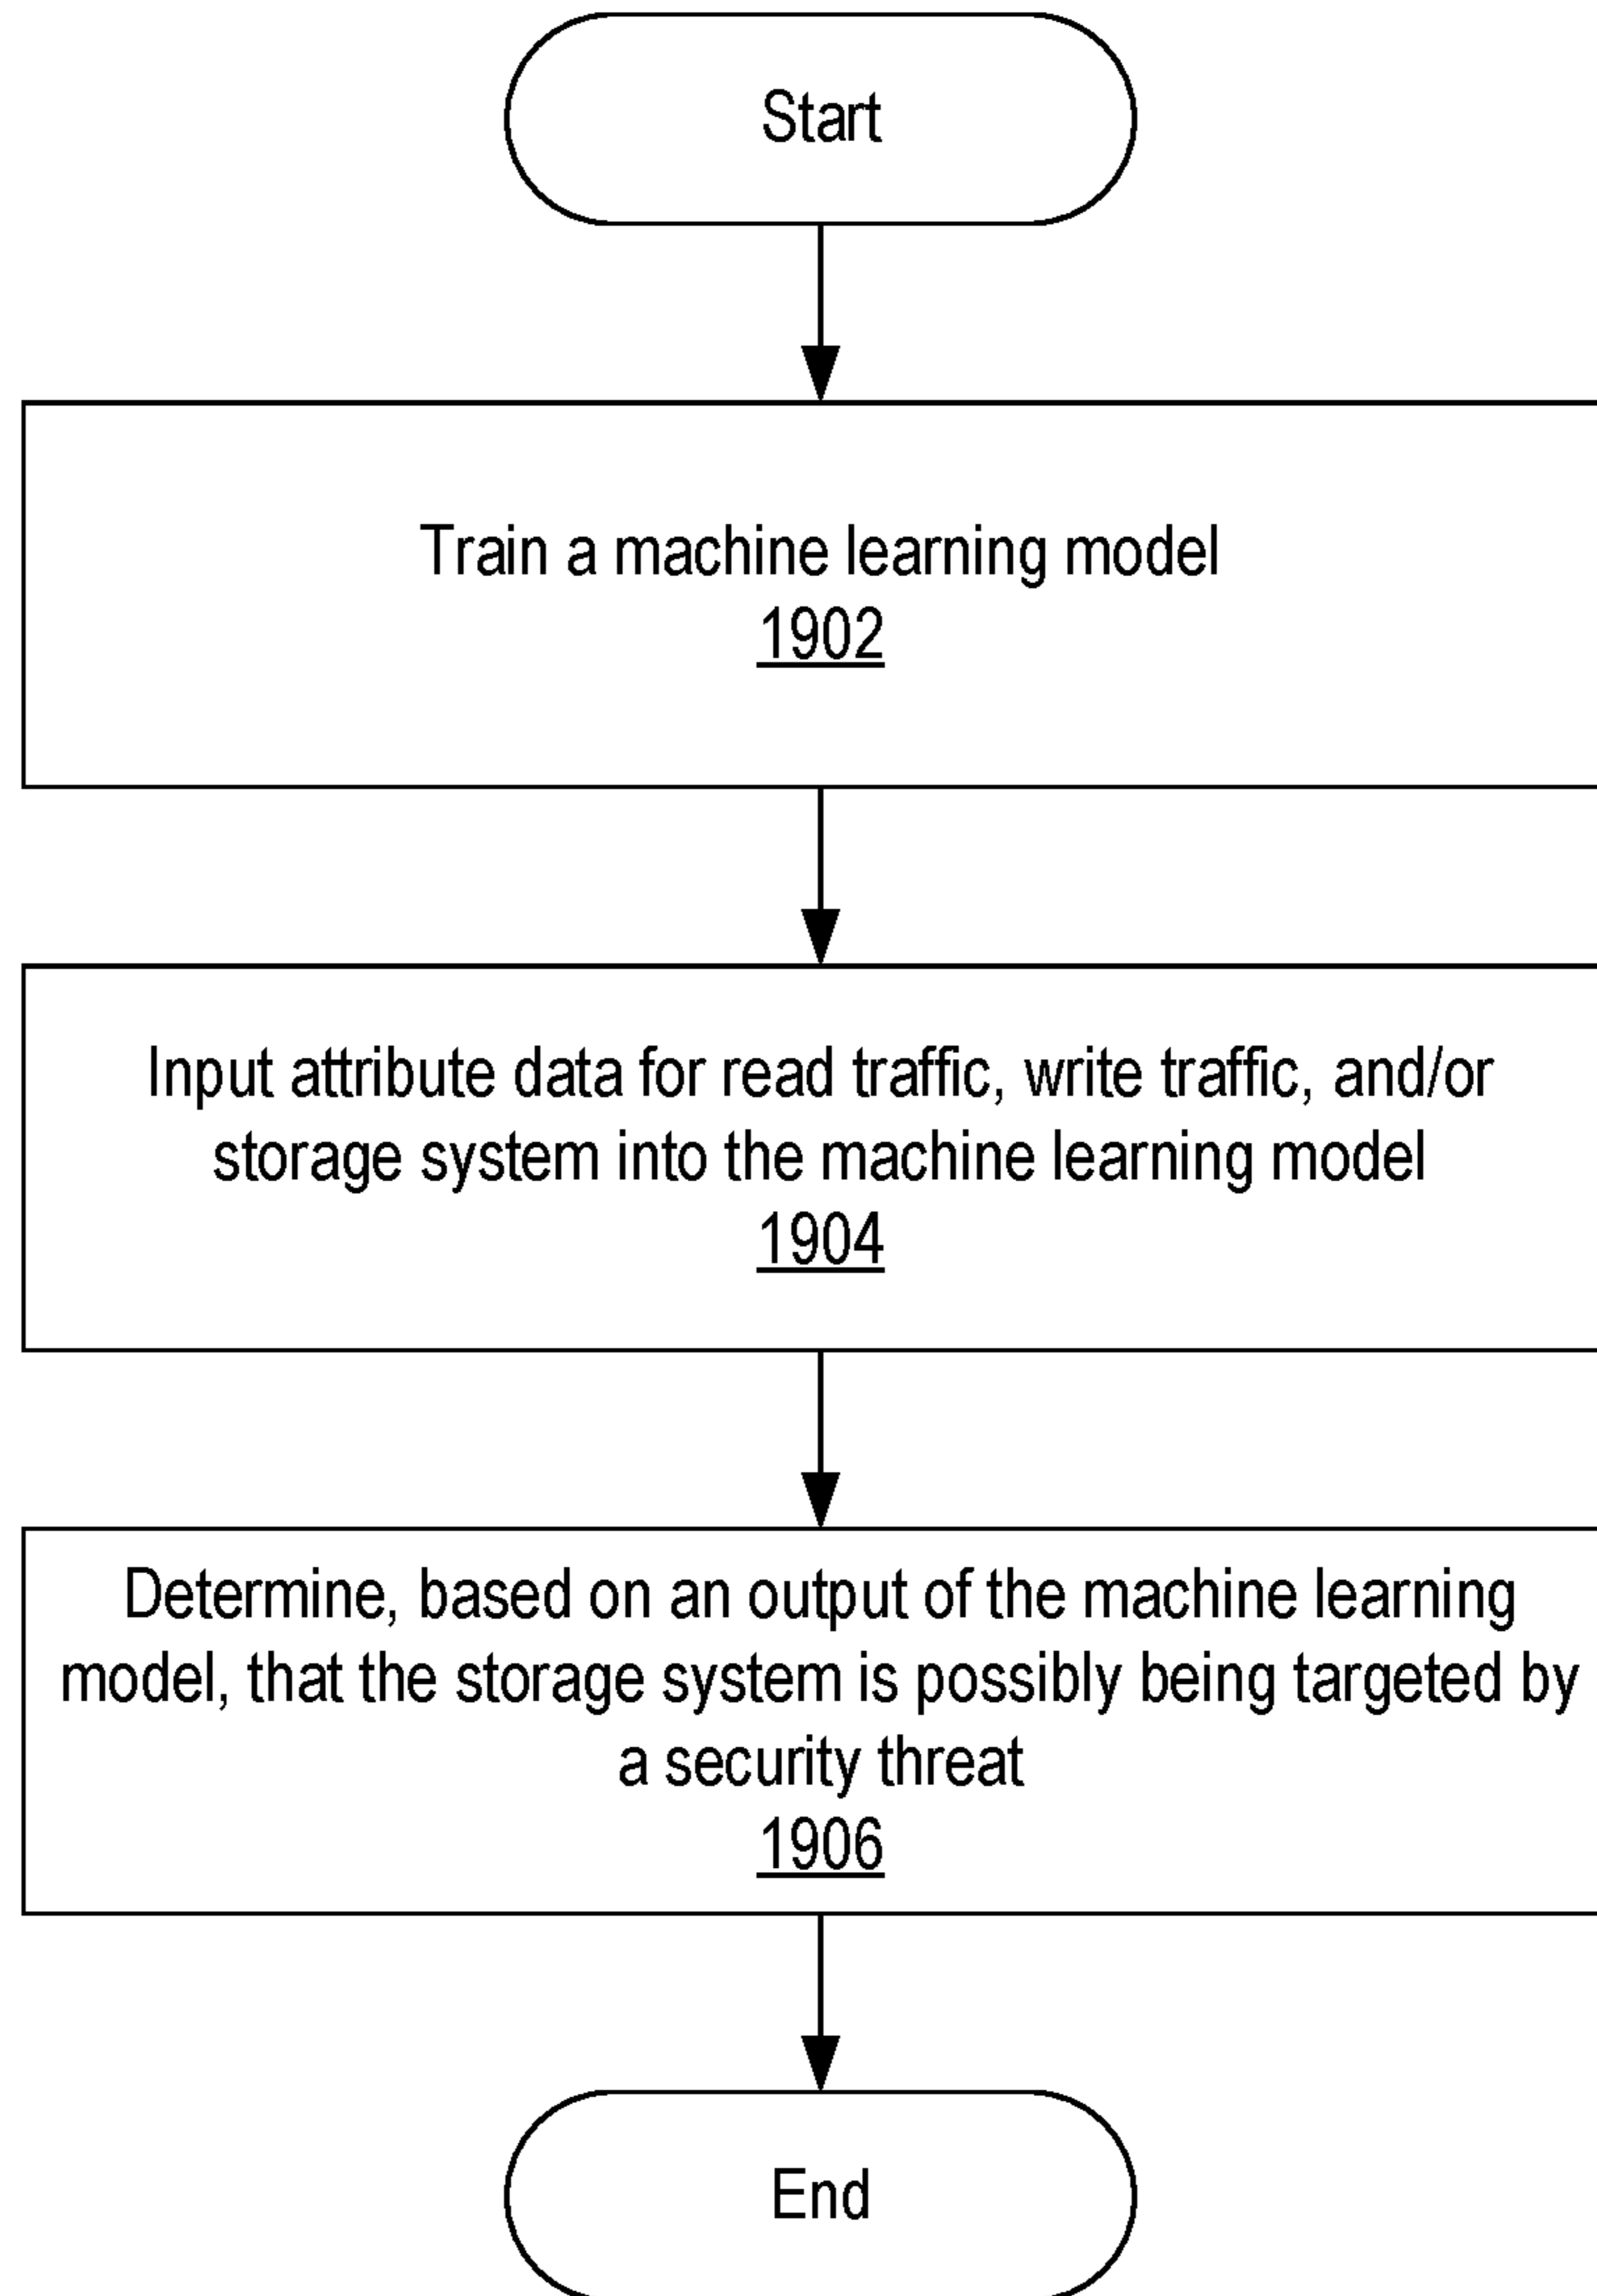 Start
Train a machine learning model
1902
Input attribute data for read traffic, write traffic, and/or
storage system into the machine learning model
1904
Determine, based on an output of the machine learning
model, that the storage system is possibly being targeted by
a security threat
1906
End